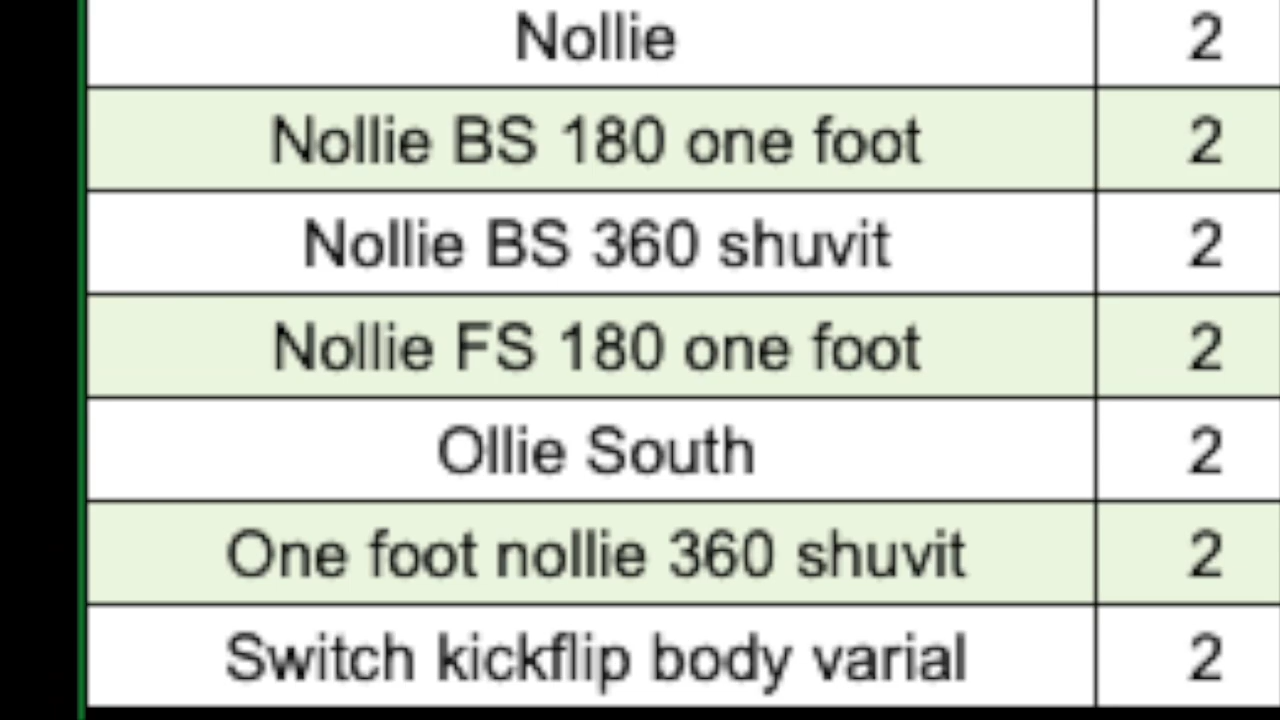 Nollie 2
Nollie BS 180 one foot 2
Nollie BS 360 shuvit 2
Nollie FS 180 one foot 2
Ollie South 2
One foot nollie 360 shuvit 2
Switch kickflip body varial 2